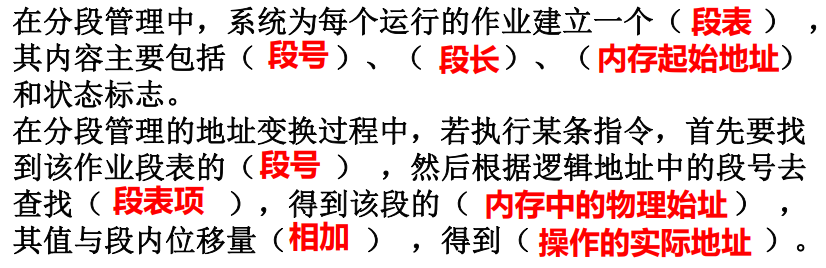 在分段管理中，系统为每个运行的作业建立一个（ 段表 ），
其内容主要包括（ 段号 ）、（ 段长 ）、（内存起始地址）
和状态标志。
在分段管理的地址变换过程中，若执行某条指令，首先要找
到该作业段表的（段号 ），然后根据逻辑地址中的段号去
查找（ 段表项 ），得到该段的（ 内存中的物理始址 ），
其值与段内位移量（相加 ），得到（ 操作的实际地址 ）。